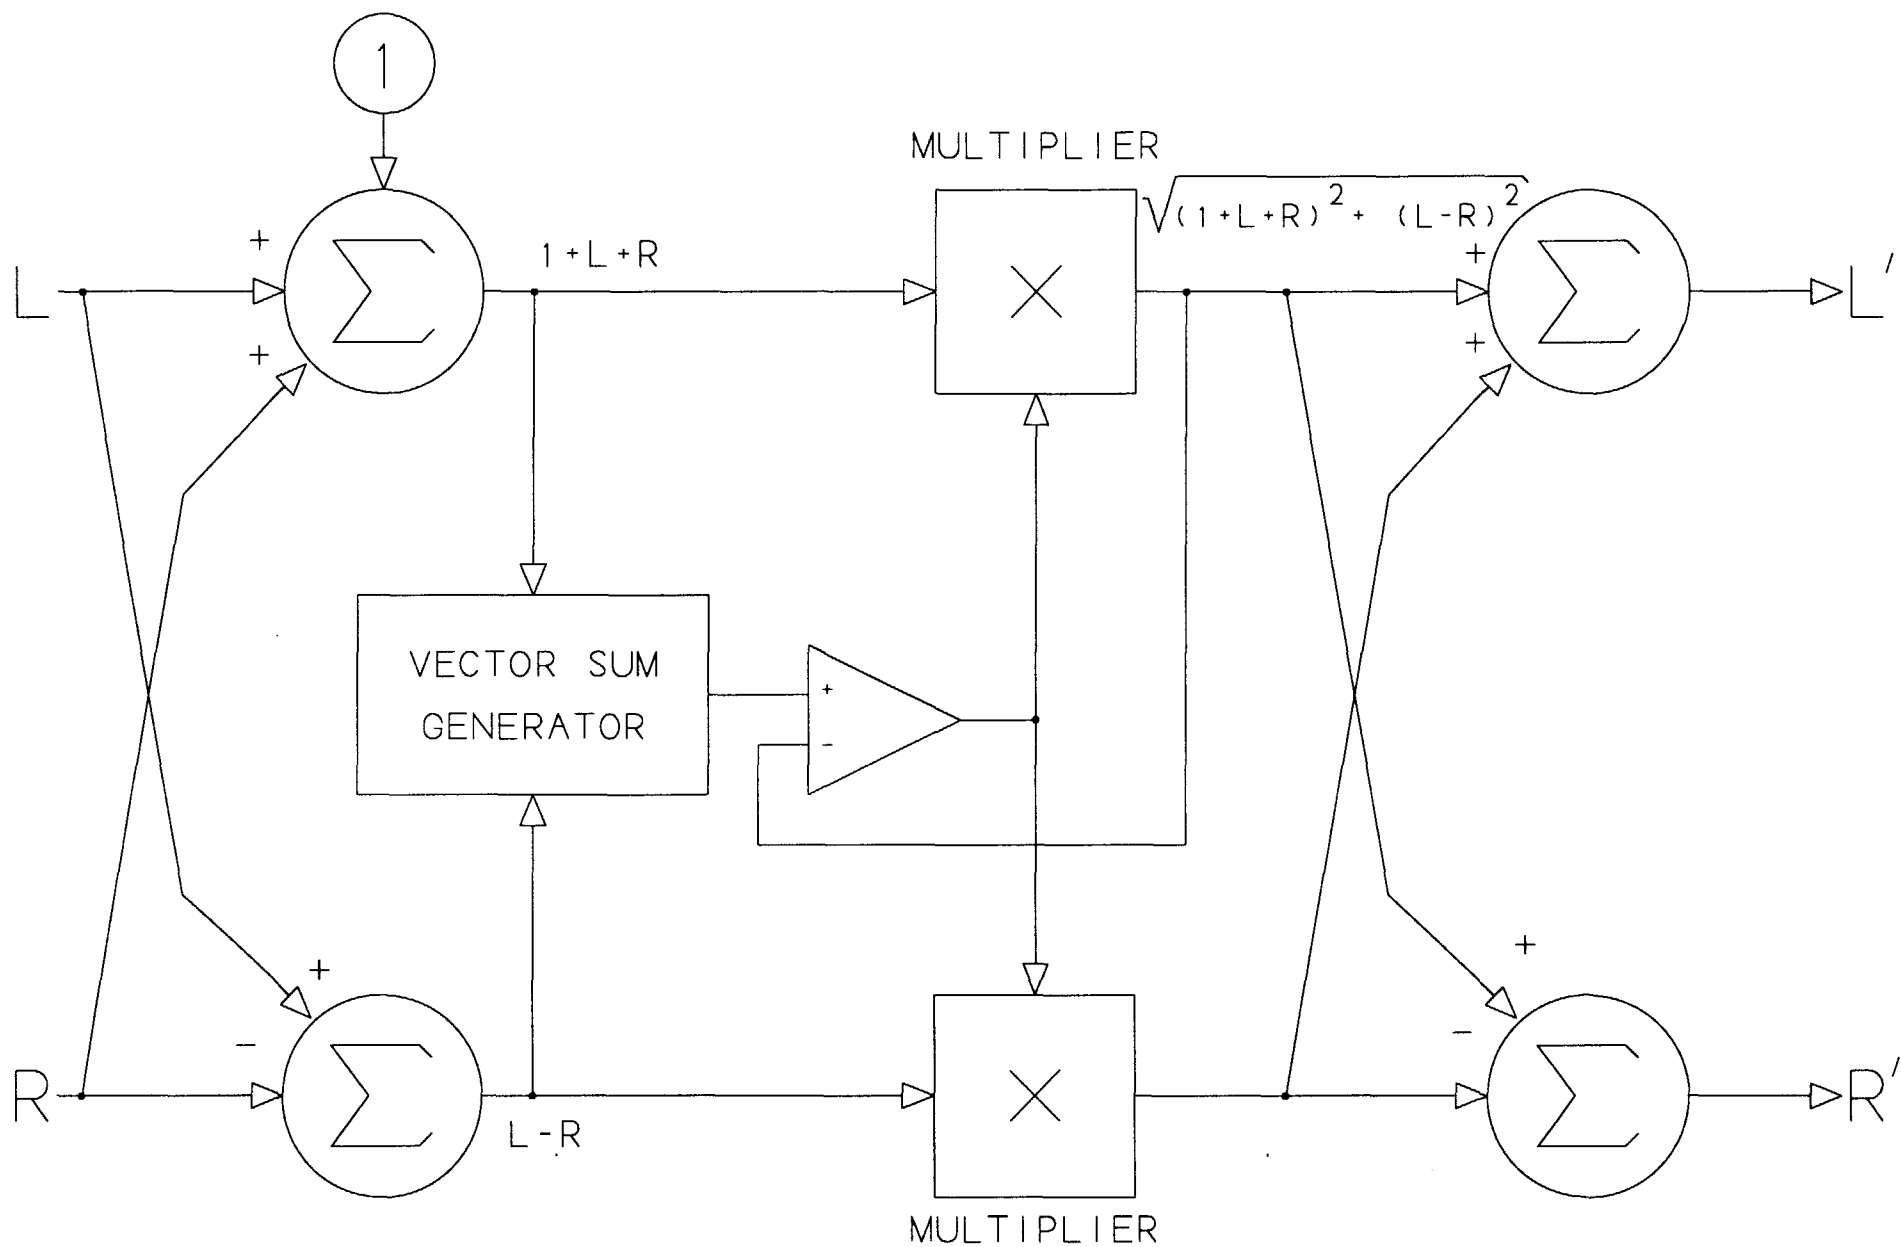 1
MULTIPLIER
√(1+L+R)² + (L-R)²
+
+
L
1+L+R
×
+
+
L'
VECTOR SUM
GENERATOR
+
-
+
-
R
L-R
×
+
-
R'
MULTIPLIER